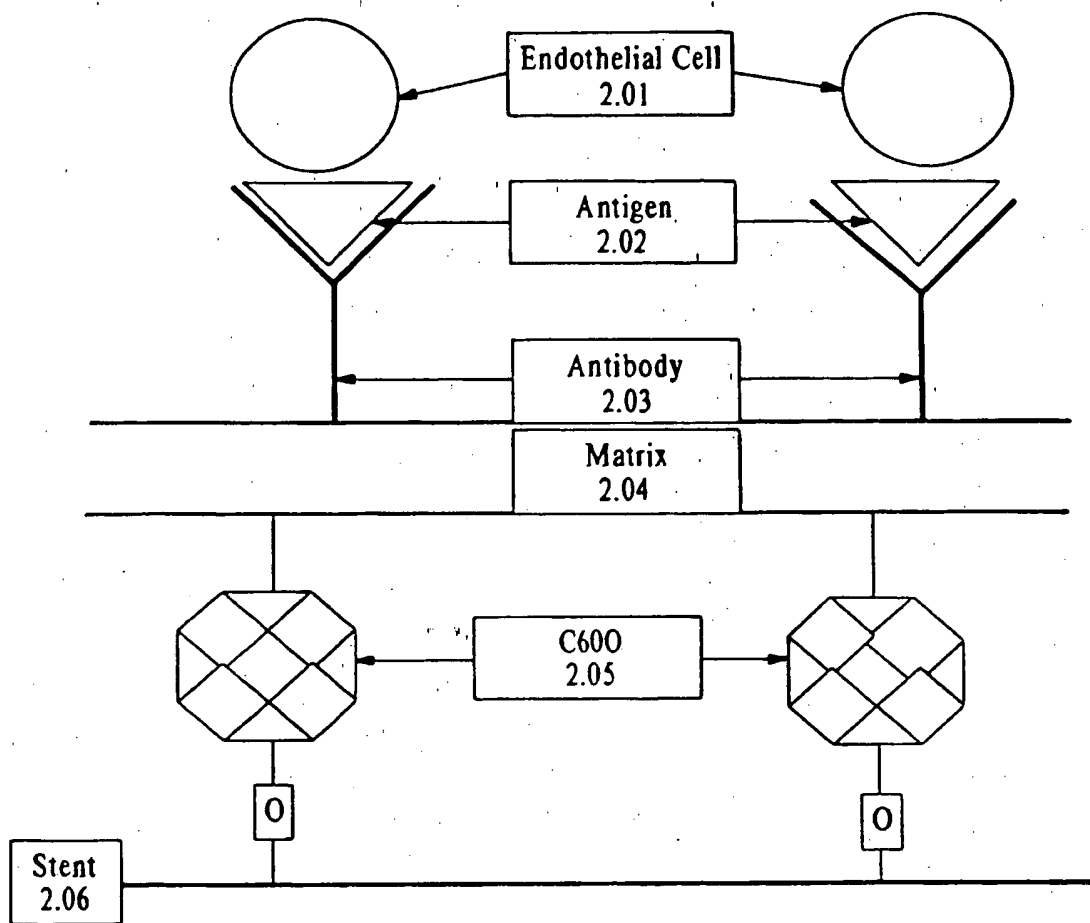 Endothelial Cell
2.01
Antigen
2.02
Antibody
2.03
Matrix
2.04
C60O
2.05
O
O
Stent
2.06